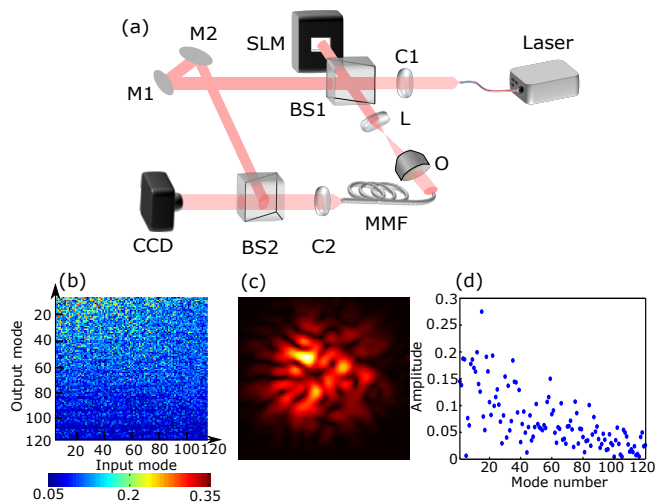 (a)
M2
SLM
C1
Laser
M1
BS1
L
O
MMF
CCD
BS2
C2
(b)
Output mode
20
40
60
80
100
120
20
40
60
80
100
120
Input mode
0.05
0.2
0.35
(c)
(d)
Amplitude
0.3
0.25
0.2
0.15
0.1
0.05
0
20
40
60
80
100
120
Mode number